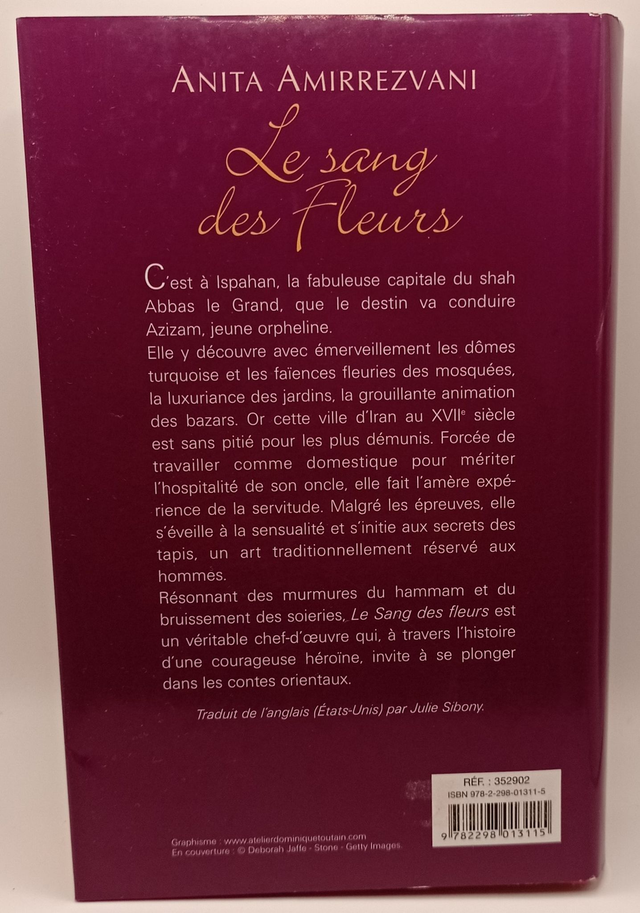 ANITA AMIRREZVANI
Le sang
des Fleurs
C'est à Ispahan, la fabuleuse capitale du shah
Abbas le Grand, que le destin va conduire
Azizam, jeune orpheline.
Elle y découvre avec émerveillement les dômes
turquoise et les faïences fleuries des mosquées,
la luxuriance des jardins, la grouillante animation
des bazars. Or cette ville d'Iran au XVIIe siècle
est sans pitié pour les plus démunis. Forcée de
travailler comme domestique pour mériter
l'hospitalité de son oncle, elle fait l'amère expé-
rience de la servitude. Malgré les épreuves, elle
s'éveille à la sensualité et s'initie aux secrets des
tapis, un art traditionnellement réservé aux
hommes.
Résonnant des murmures du hammam et du
bruissement des soieries, Le Sang des fleurs est
un véritable chef-d'œuvre qui, à travers l'histoire
d'une courageuse héroïne, invite à se plonger
dans les contes orientaux.
Traduit de l'anglais (États-Unis) par Julie Sibony.
RÉF. : 352902
ISBN 978-2-298-01311-5
9 782298 013115
Graphisme : www.atelierdominiquetoutain.com
En couverture : © Deborah Jaffe - Stone - Getty Images.